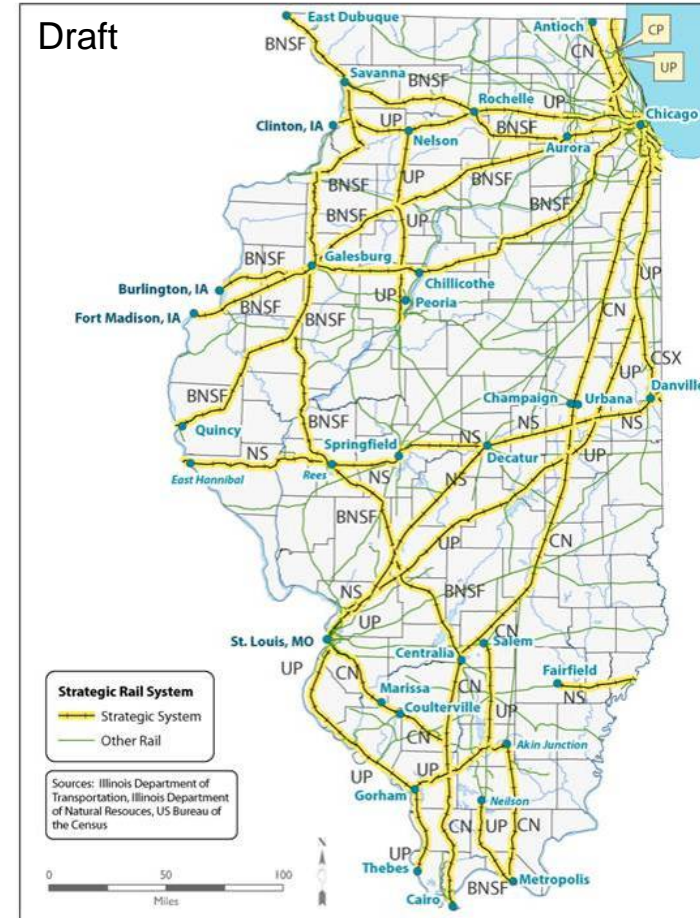 Draft
East Dubuque
Antioch
CP
BNSF
CN
UP
Savanna
BNSF
Rochelle
UP
Chicago
Clinton, IA
UP
Nelson
BNSF
Aurora
BNSF
UP
BNSF
BNSF
UP
BNSF
Galesburg
BNSF
Chillicothe
UP
Burlington, IA
UP
Peoria
BNSF
BNSF
CN
Fort Madison, IA
CSX
UP
Danville
BNSF
Champaign
Urbana
Quincy
BNSF
Springfield
NS
NS
NS
Decatur
East Hannibal
Rees
NS
NS
UP
BNSF
UP
CN
NS
BNSF
UP
St. Louis, MO
CN
Salem
Centralia
UP
CN
Fairfield
Marissa
CN
NS
Coulterville
UP
CN
Akin Junction
UP
UP
Gorham
Neilson
CN
UP
CN
UP
Thebes
BNSF
Metropolis
Cairo
Strategic Rail System
Strategic System
Other Rail
Sources: Illinois Department of
Transportation, Illinois Department
of Natural Resouces, US Bureau of
the Census
N
0 50 100
Miles